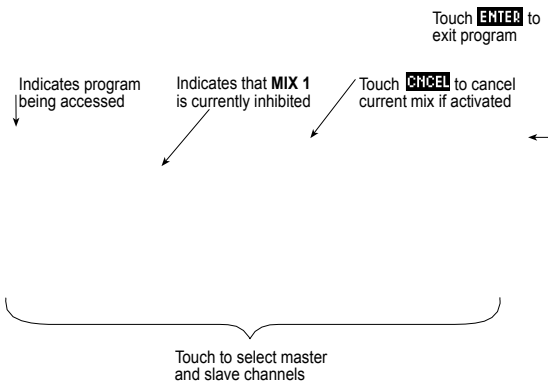 Touch ENTER to
exit program
Indicates program
being accessed
Indicates that MIX 1
is currently inhibited
Touch CNCEL to cancel
current mix if activated
Touch to select master
and slave channels